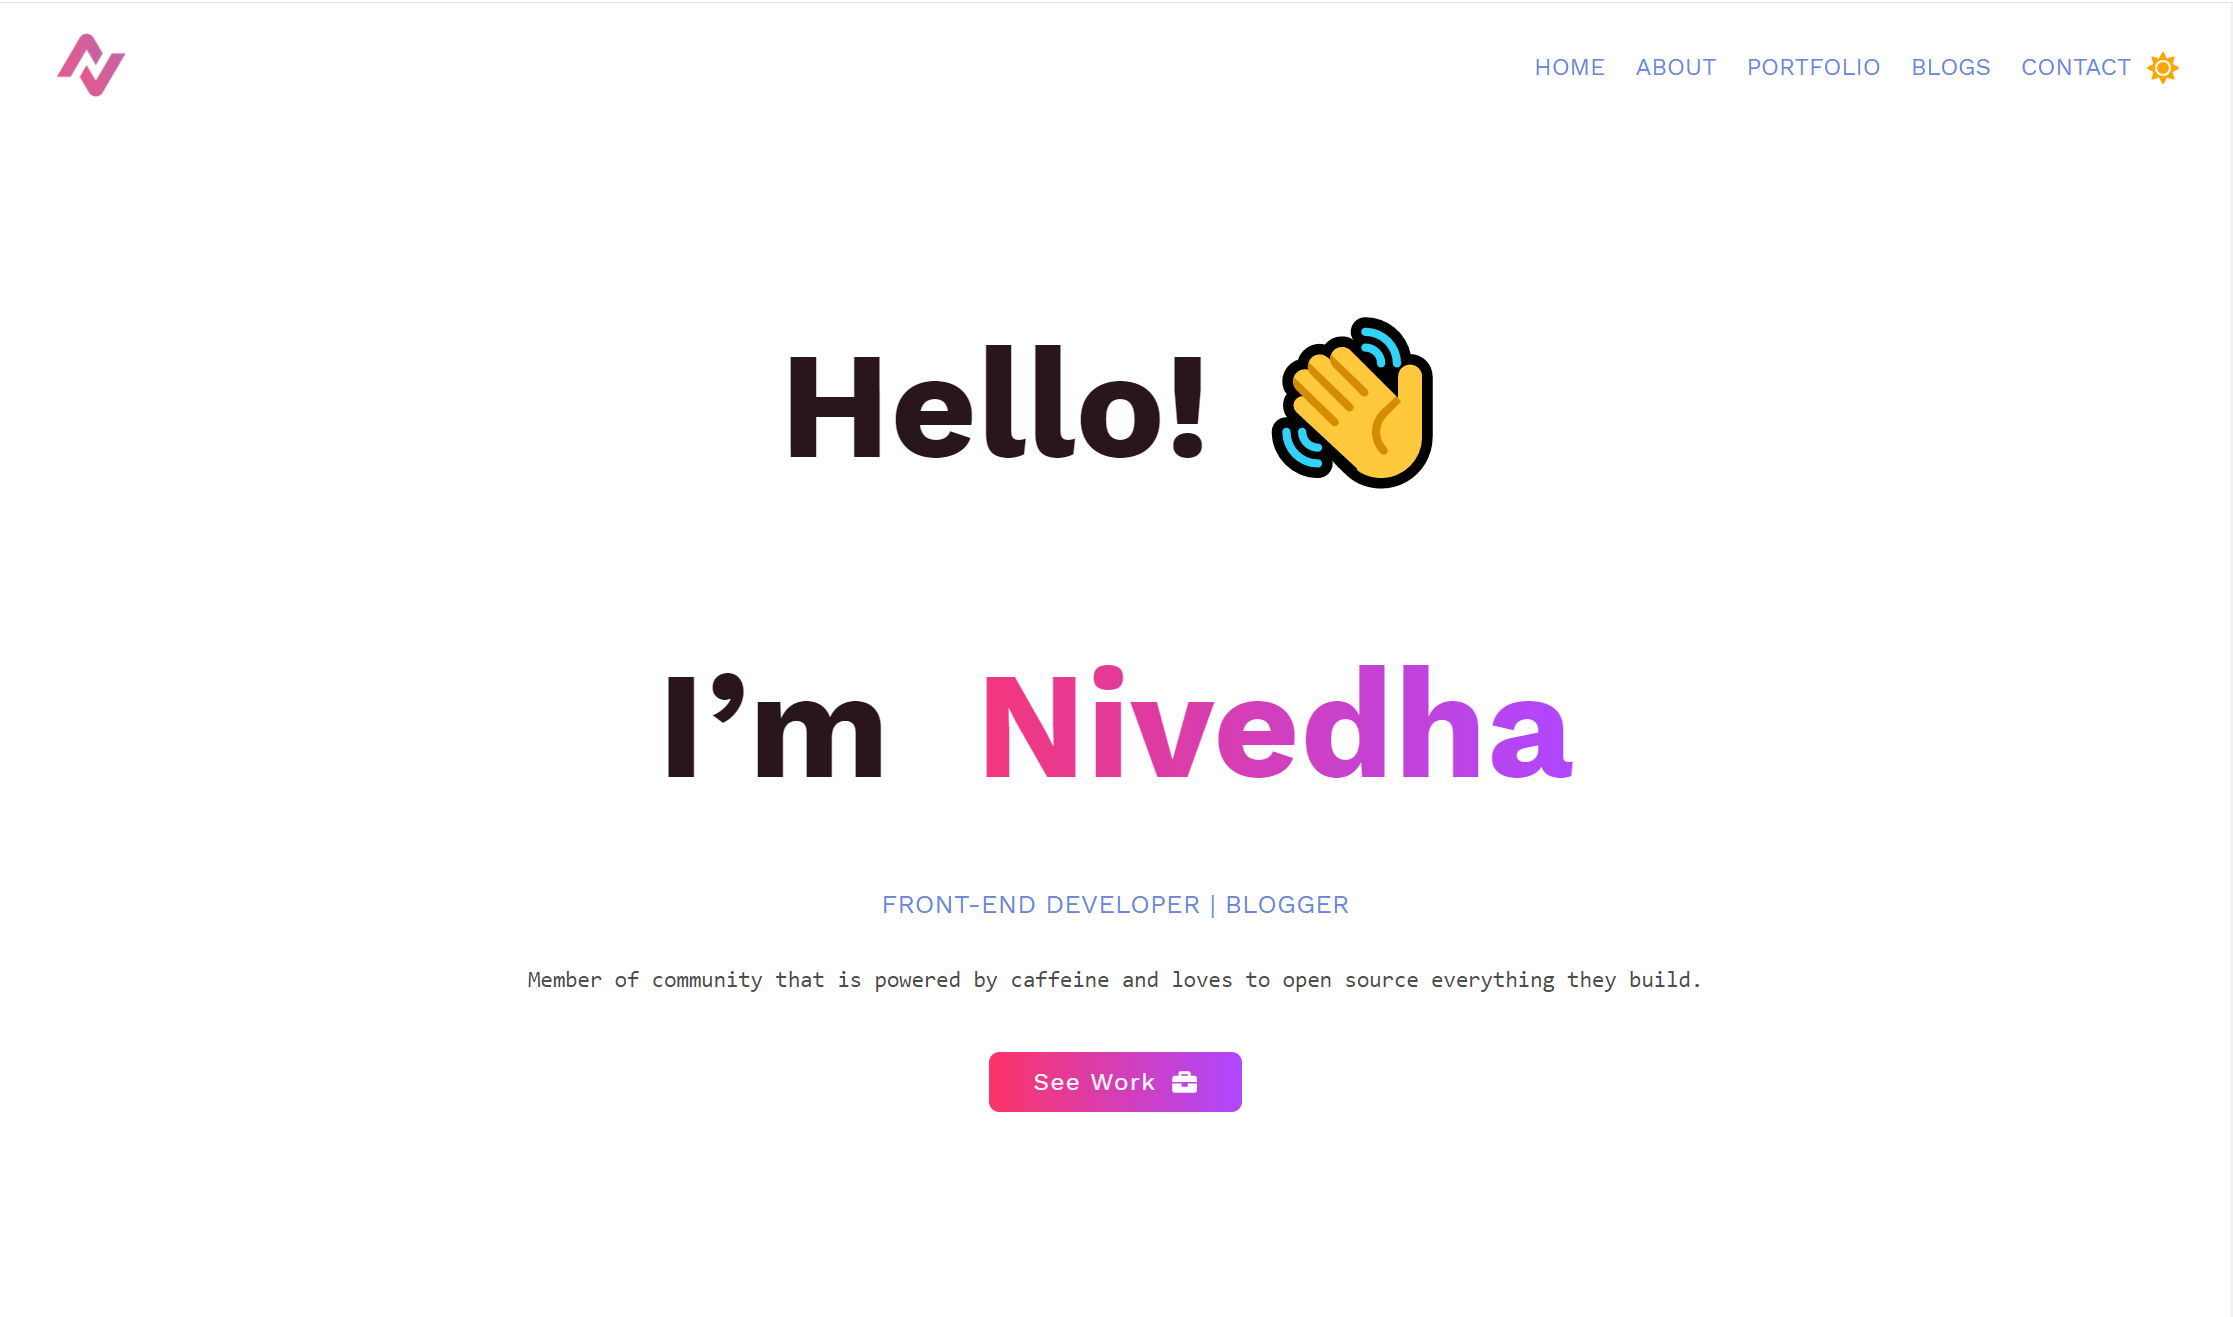 HOME ABOUT PORTFOLIO BLOGS CONTACT
Hello!
I’m Nivedha
FRONT-END DEVELOPER | BLOGGER
Member of community that is powered by caffeine and loves to open source everything they build.
See Work